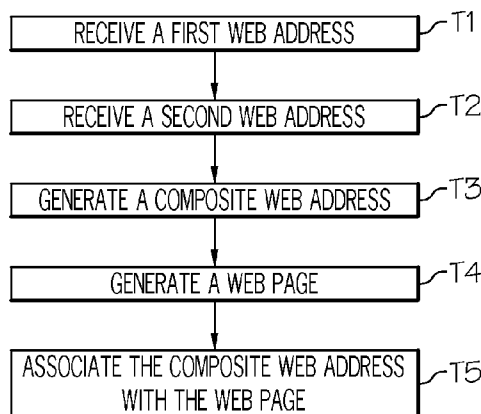 RECEIVE A FIRST WEB ADDRESS
T1
RECEIVE A SECOND WEB ADDRESS
T2
GENERATE A COMPOSITE WEB ADDRESS
T3
GENERATE A WEB PAGE
T4
ASSOCIATE THE COMPOSITE WEB ADDRESS
WITH THE WEB PAGE
T5